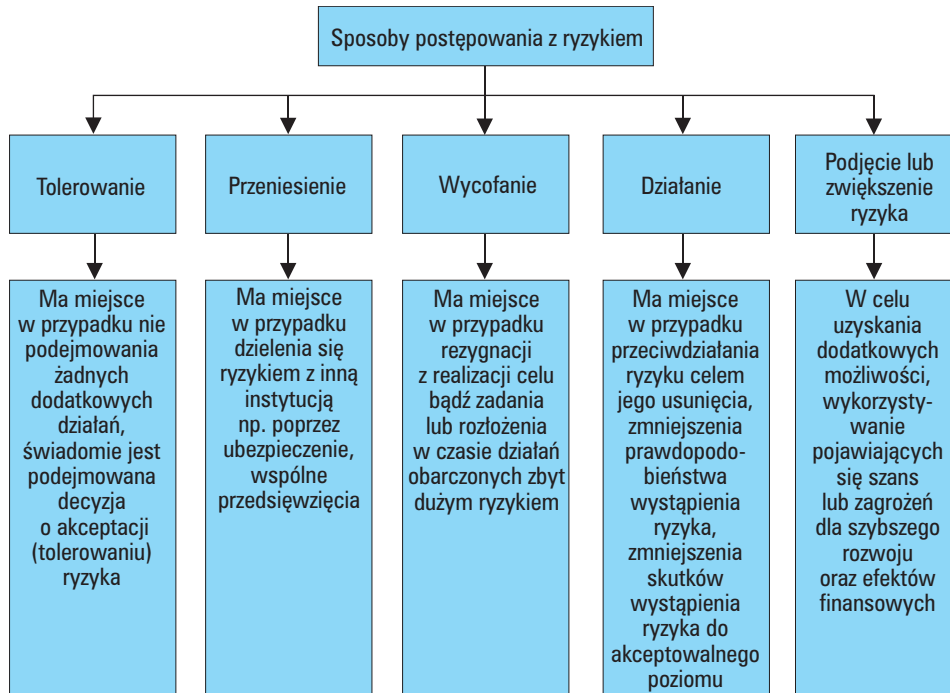 Sposoby postępowania z ryzykiem
Tolerowanie
Przeniesienie
Wycofanie
Działanie
Podjęcie lub
zwiększenie
ryzyka
Ma miejsce
w przypadku nie
podejmowania
żadnych
dodatkowych
działań,
świadomie jest
podejmowana
decyzja
o akceptacji
(tolerowaniu)
ryzyka
Ma miejsce
w przypadku
dzielenia się
ryzykiem z inną
instytucją
np. poprzez
ubezpieczenie,
wspólne
przedsięwzięcia
Ma miejsce
w przypadku
rezygnacji
z realizacji celu
bądź zadania
lub rozłożenia
w czasie działań
obarczonych zbyt
dużym ryzykiem
Ma miejsce
w przypadku
przeciwdziałania
ryzyku celem
jego usunięcia,
zmniejszenia
prawdopodo-
bieństwa
wystąpienia
ryzyka,
zmniejszenia
skutków
wystąpienia
ryzyka do
akceptowalnego
poziomu
W celu
uzyskania
dodatkowych
możliwości,
wykorzysty-
wanie
pojawiających
się szans
lub zagrożeń
dla szybszego
rozwoju
oraz efektów
finansowych